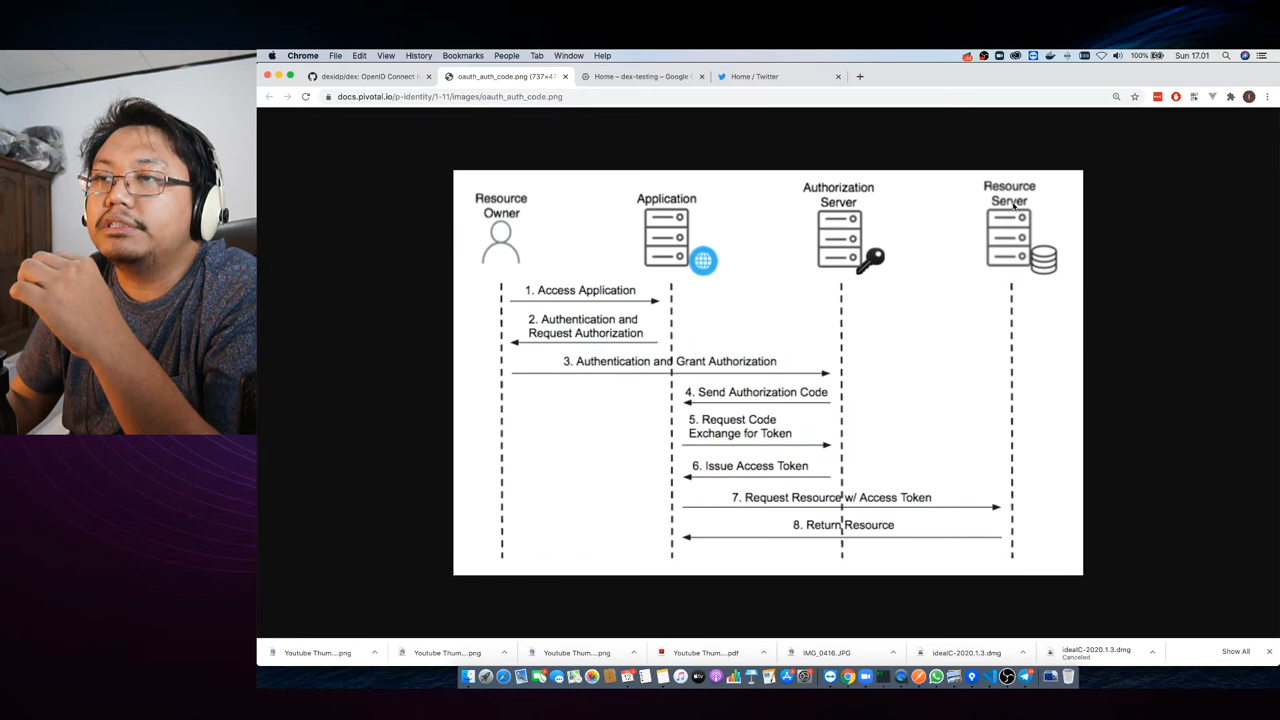 Chrome File Edit View History Bookmarks People Tab Window Help
100% Sun 17.01
dexidp/dex: OpenID Connect I
oauth_auth_code.png (737×47
Home – dex-testing – Google C
Home / Twitter
docs.pivotal.io/p-identity/1-11/images/oauth_auth_code.png
Resource
Owner
Application
Authorization
Server
Resource
Server
1. Access Application
2. Authentication and
Request Authorization
3. Authentication and Grant Authorization
4. Send Authorization Code
5. Request Code
Exchange for Token
6. Issue Access Token
7. Request Resource w/ Access Token
8. Return Resource
Youtube Thum....png
Youtube Thum....png
Youtube Thum....png
Youtube Thum....pdf
IMG_0416.JPG
ideaIC-2020.1.3.dmg
ideaIC-2020.1.3.dmg
Canceled
Show All